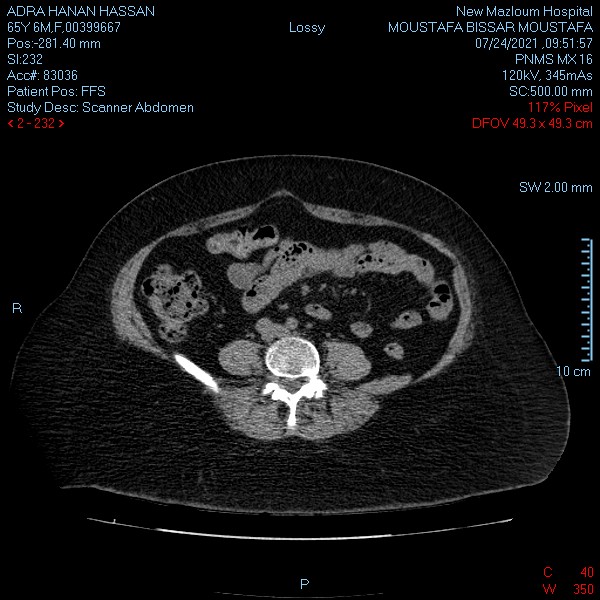 ADRA HANAN HASSAN
65Y 6M,F,00399667
Pos:-281.40 mm
SI:232
Acc#: 83036
Patient Pos: FFS
Study Desc: Scanner Abdomen
< 2 - 232 >
Lossy
New Mazloum Hospital
MOUSTAFA BISSAR MOUSTAFA
07/24/2021 ,09:51:57
PNMS MX 16
120kV, 345mAs
SC:500.00 mm
117% Pixel
DFOV 49.3 x 49.3 cm
SW 2.00 mm
R
10 cm
P
C 40
W 350